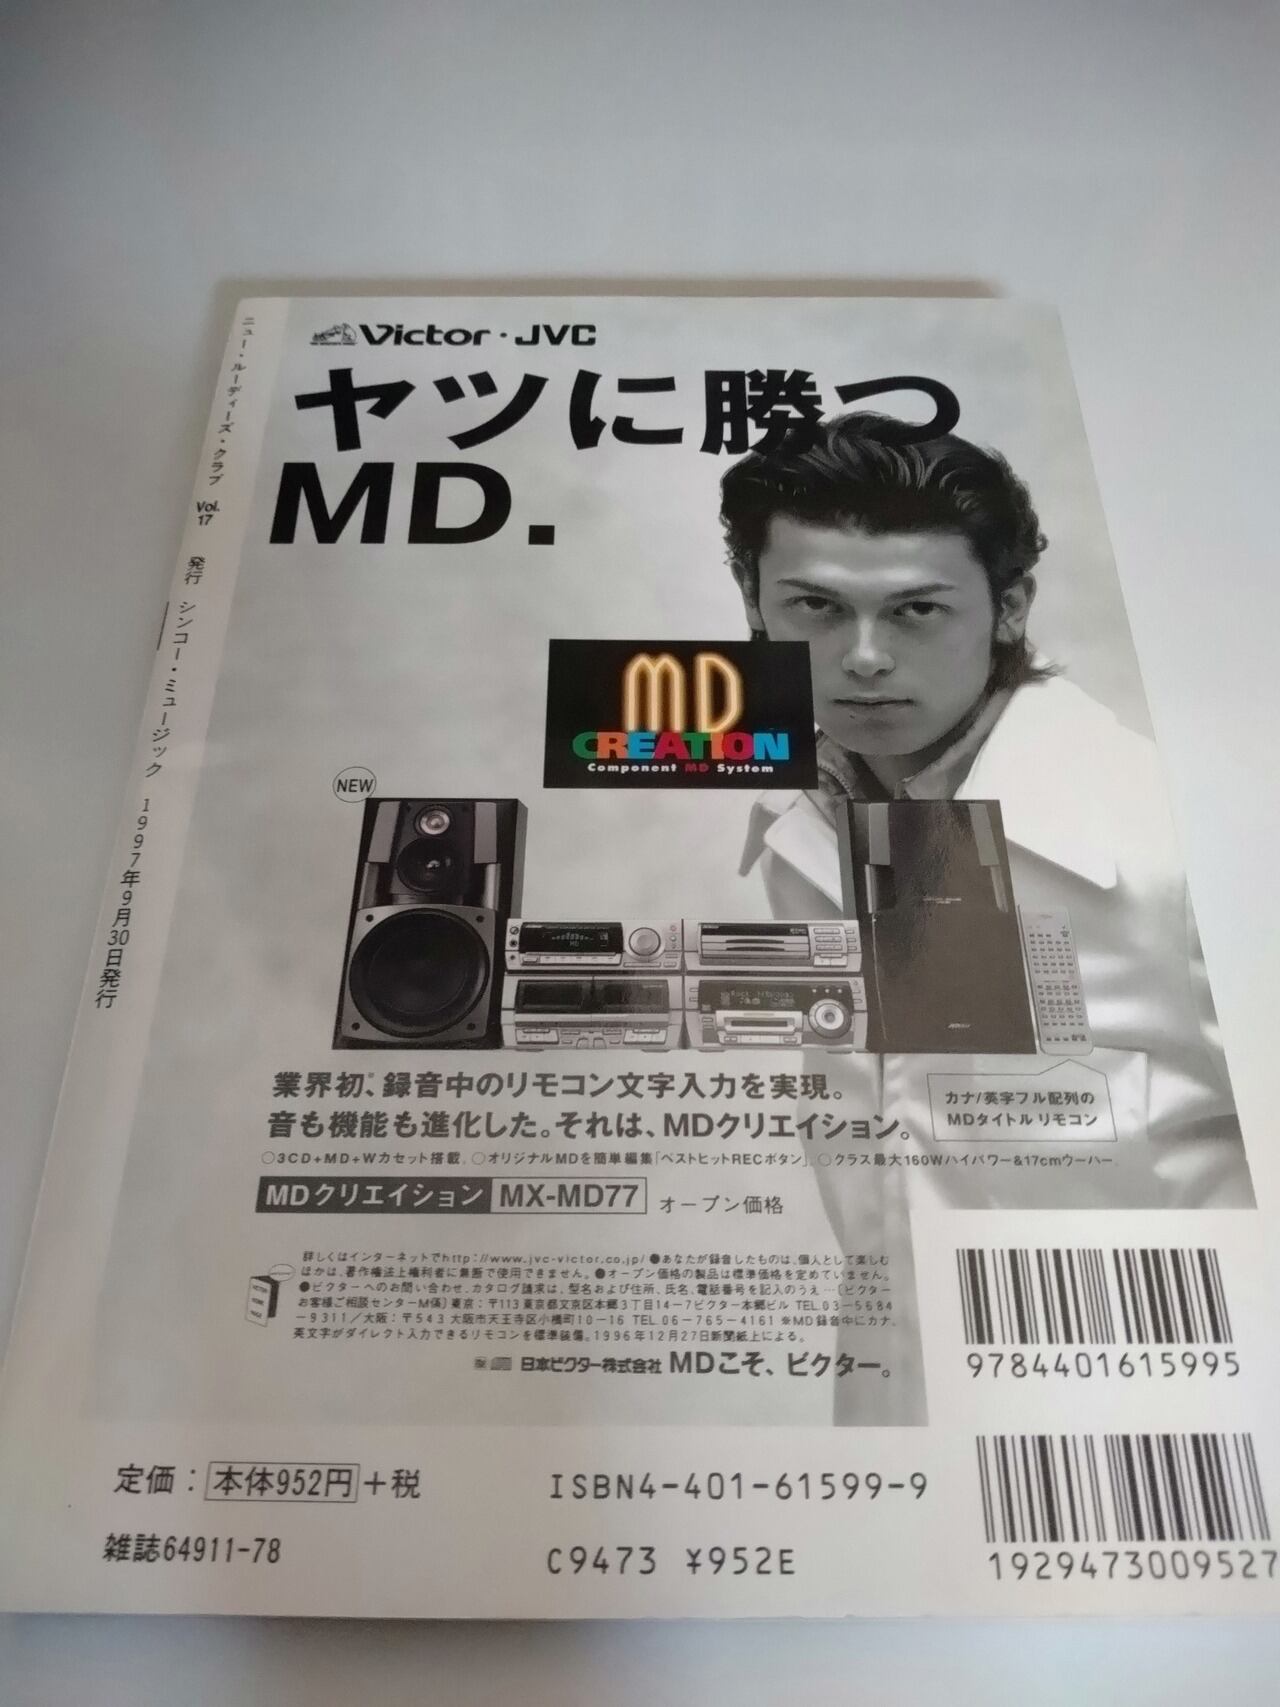 ニュー・ルーディーズ・クラブ Vol. 17 発行 シンコー・ミュージック 1997年9月30日発行
Victor・JVC
ヤツに勝つ
MD.
MD
CREATION
Component MD System
NEW
業界初※、録音中のリモコン文字入力を実現。
音も機能も進化した。それは、MDクリエイション。
カナ/英字フル配列の
MDタイトルリモコン
○3CD+MD+Wカセット搭載。○オリジナルMDを簡単編集「ベストヒットRECボタン」。○クラス最大160Wハイパワー&17cmウーハー。
MDクリエイション MX-MD77 オープン価格
詳しくはインターネットでhttp://www.jvc-victor.co.jp/ ●あなたが録音したものは、個人として楽しむ
ほかは、著作権法上権利者に無断で使用できません。●オープン価格の製品は標準価格を定めていません。
●ビクターへのお問い合わせ、カタログ請求は、型名および住所、氏名、電話番号を記入のうえ…〔ビクター
お客様ご相談センターM係〕東京:〒113 東京都文京区本郷3丁目14-7ビクター本郷ビル TEL.03-5684
-9311/大阪:〒543 大阪市天王寺区小橋町10-16 TEL.06-765-4161 ※MD録音中にカナ、
英文字がダイレクト入力できるリモコンを標準装備。1996年12月27日新聞紙上による。
日本ビクター株式会社 MDこそ、ビクター。
9784401615995
1929473009527
定価:本体952円+税
ISBN4-401-61599-9
雑誌64911-78
C9473 ¥952E